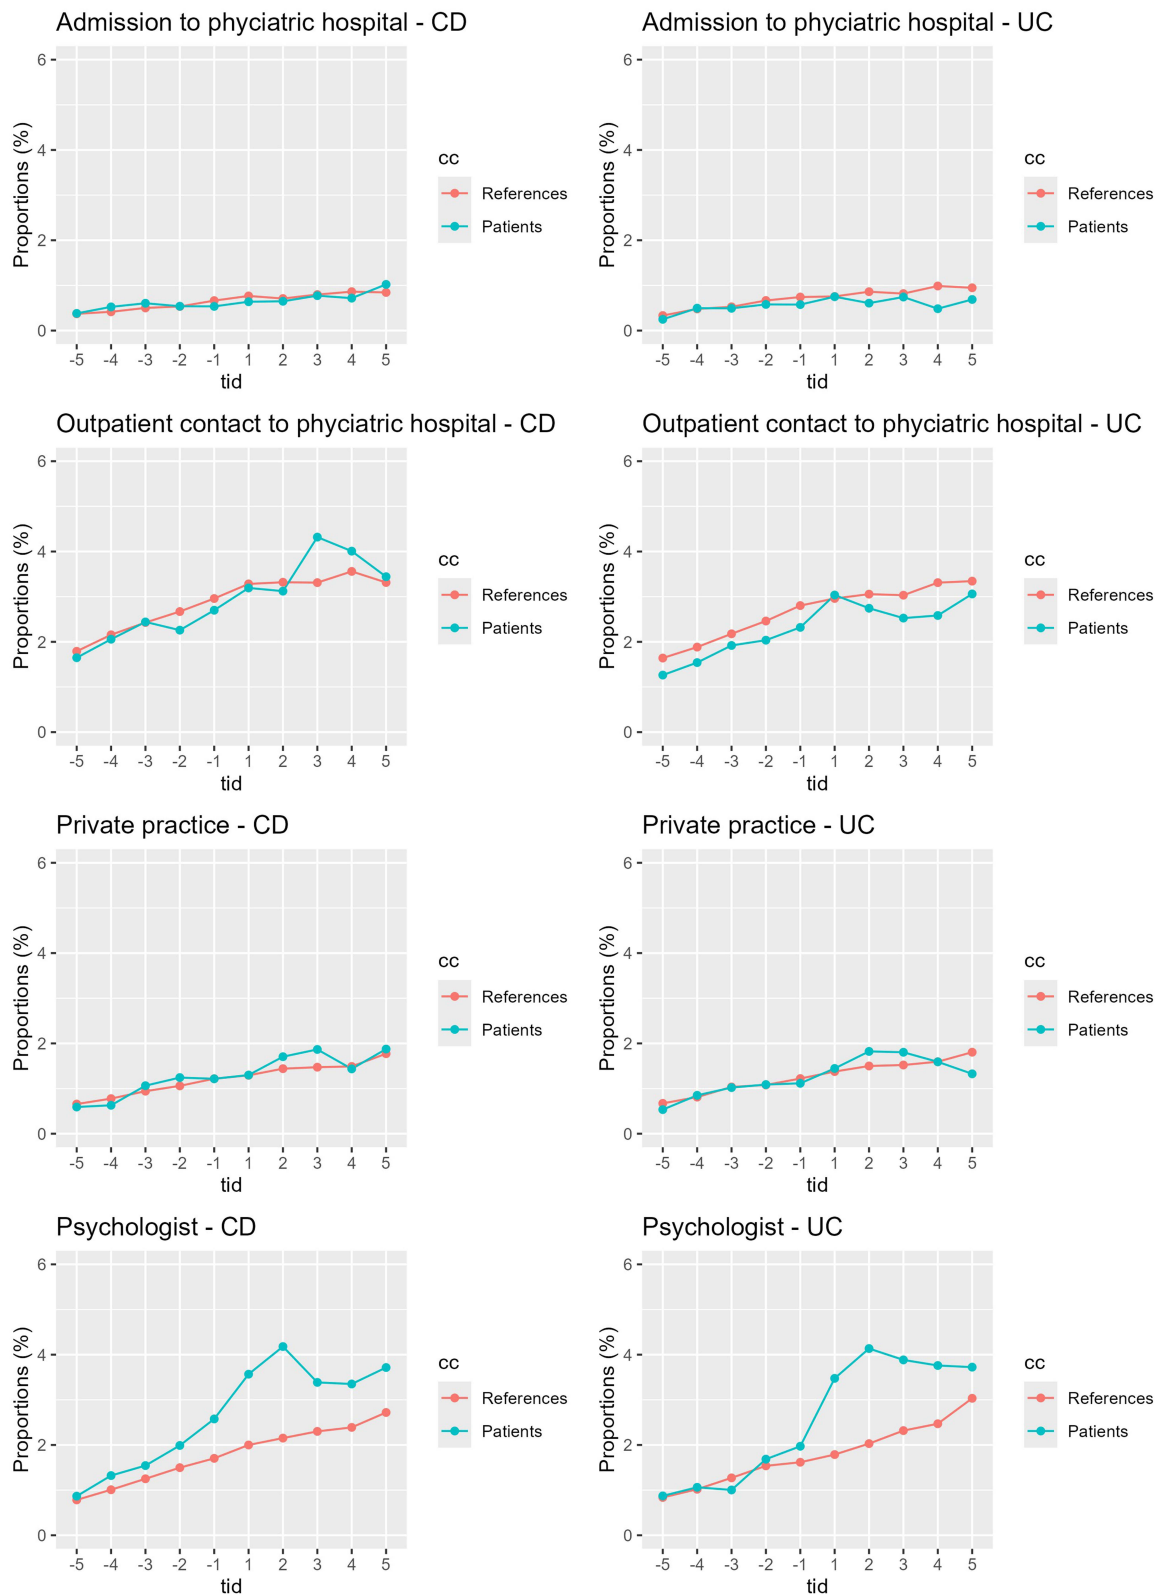 Admission to phyciatric hospital - CD
Proportions (%)
6
4
2
0
-5 -4 -3 -2 -1 1 2 3 4 5
tid
cc
References
Patients
Admission to phyciatric hospital - UC
Proportions (%)
6
4
2
0
-5 -4 -3 -2 -1 1 2 3 4 5
tid
cc
References
Patients
Outpatient contact to phyciatric hospital - CD
Proportions (%)
6
4
2
0
-5 -4 -3 -2 -1 1 2 3 4 5
tid
cc
References
Patients
Outpatient contact to phyciatric hospital - UC
Proportions (%)
6
4
2
0
-5 -4 -3 -2 -1 1 2 3 4 5
tid
cc
References
Patients
Private practice - CD
Proportions (%)
6
4
2
0
-5 -4 -3 -2 -1 1 2 3 4 5
tid
cc
References
Patients
Private practice - UC
Proportions (%)
6
4
2
0
-5 -4 -3 -2 -1 1 2 3 4 5
tid
cc
References
Patients
Psychologist - CD
Proportions (%)
6
4
2
0
-5 -4 -3 -2 -1 1 2 3 4 5
tid
cc
References
Patients
Psychologist - UC
Proportions (%)
6
4
2
0
-5 -4 -3 -2 -1 1 2 3 4 5
tid
cc
References
Patients